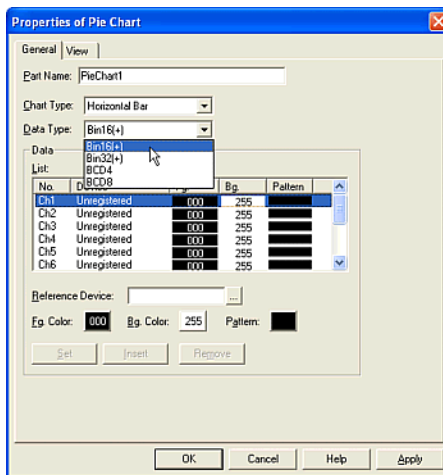 Properties of Pie Chart
General View
Part Name: PieChart1
Chart Type: Horizontal Bar
Data Type: Bin16(+)
Bin16(+)
Bin32(+)
BCD4
BCD8
Data
List:
No. Bg. Pattern
Ch1 Unregistered 000 255
Ch2 Unregistered 000 255
Ch3 Unregistered 000 255
Ch4 Unregistered 000 255
Ch5 Unregistered 000 255
Ch6 Unregistered 000 255
Reference Device: ...
Fg. Color: 000 Bg. Color: 255 Pattern:
Set Insert Remove
OK Cancel Help Apply